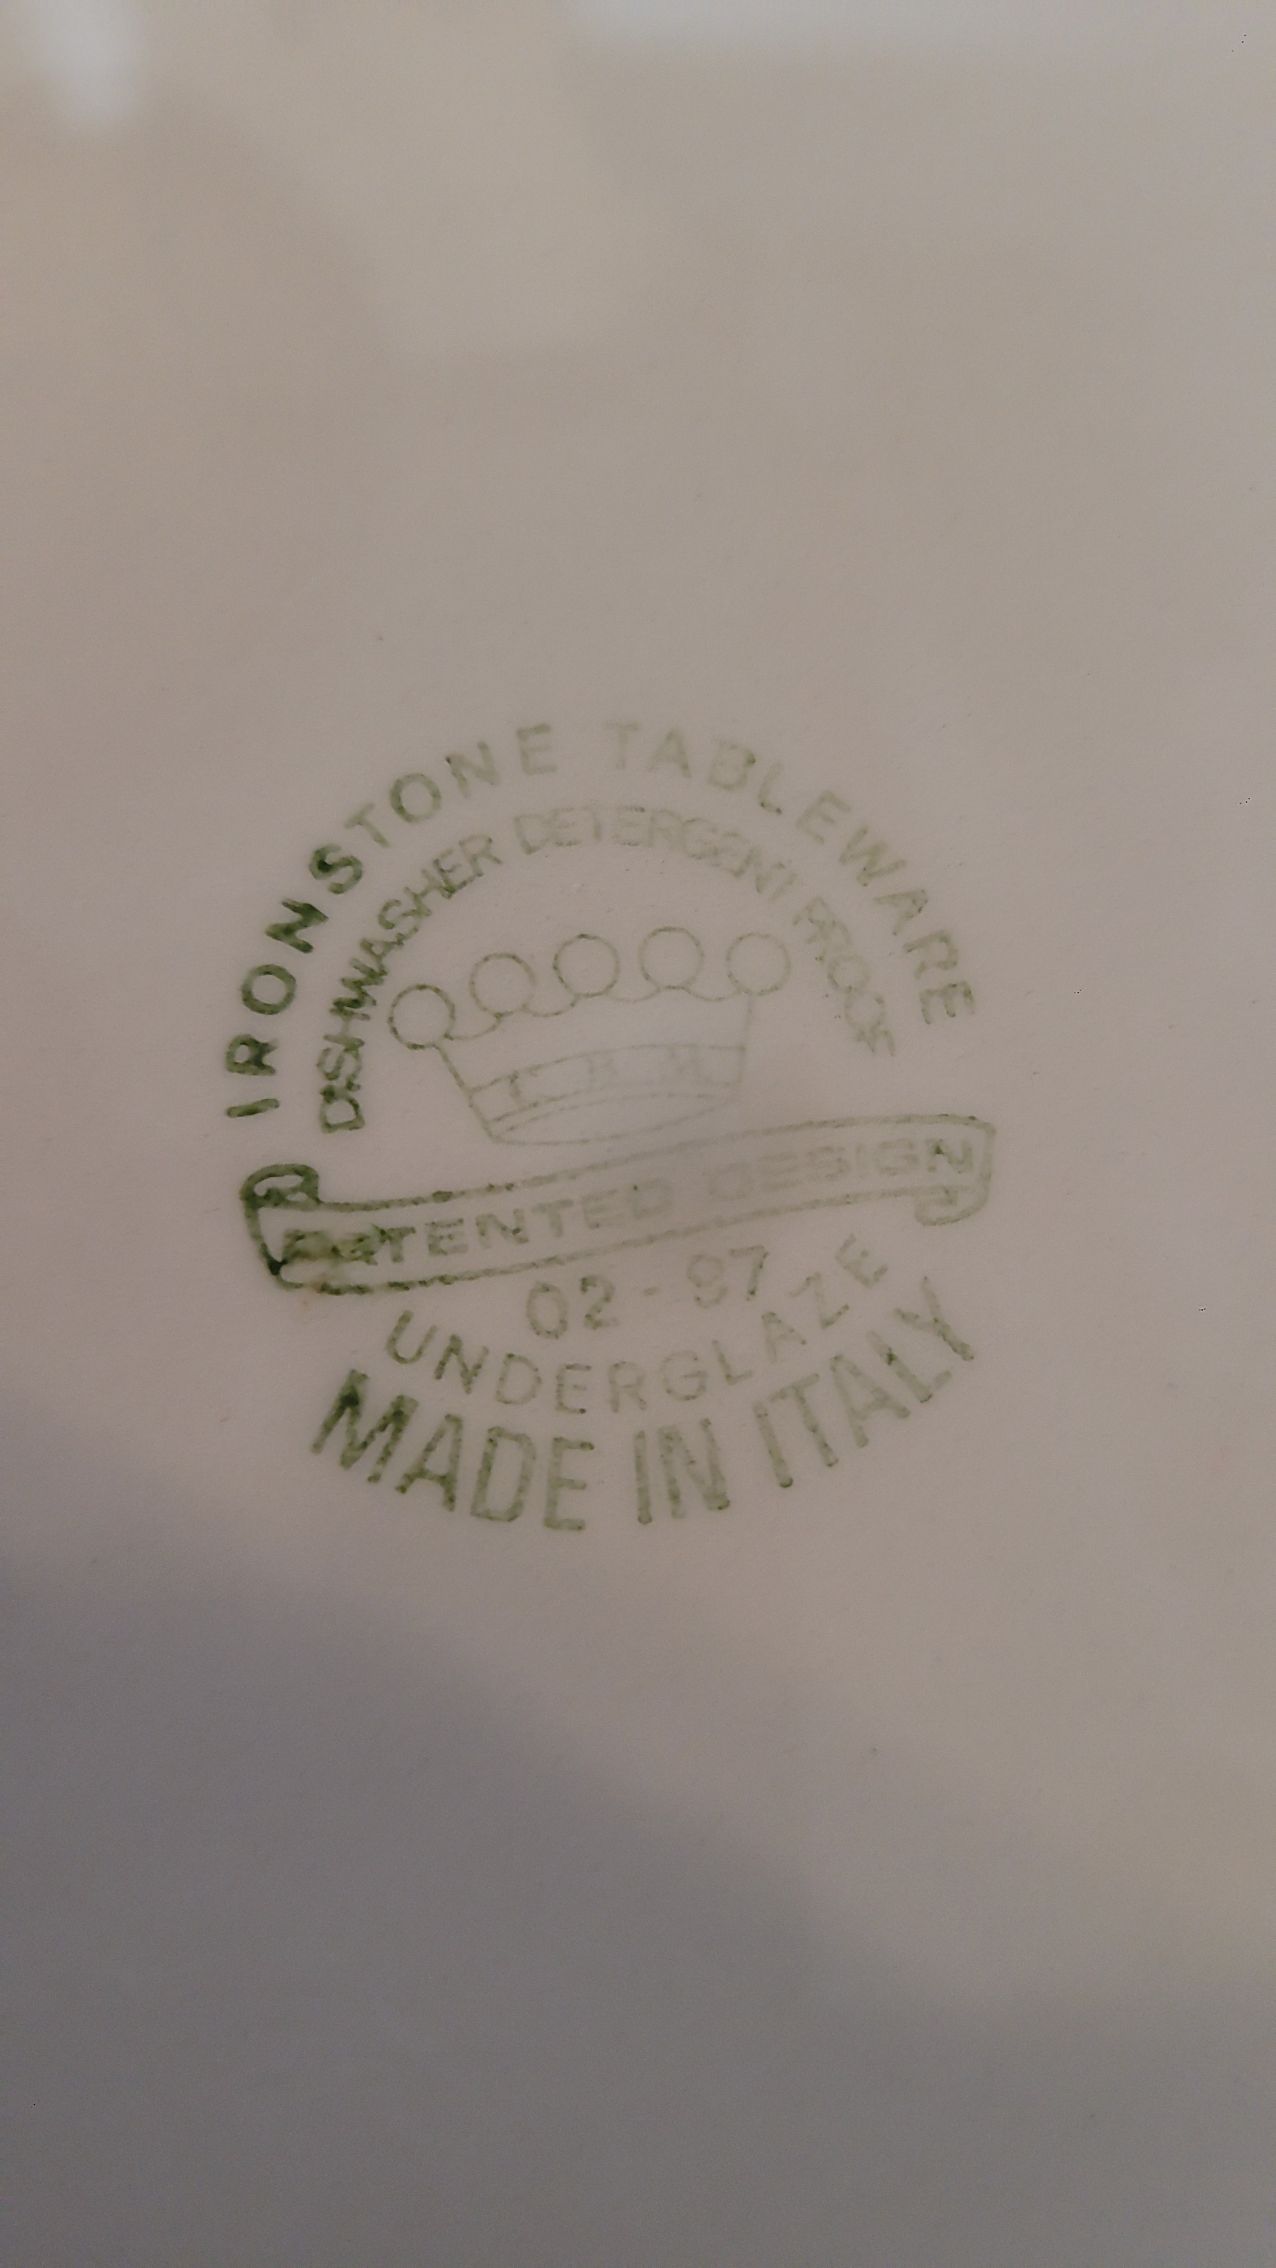 IRONSTONE TABLEWARE
DISHWASHER DETERGENT PROOF
PATENTED DESIGN
02-97
UNDERGLAZE
MADE IN ITALY